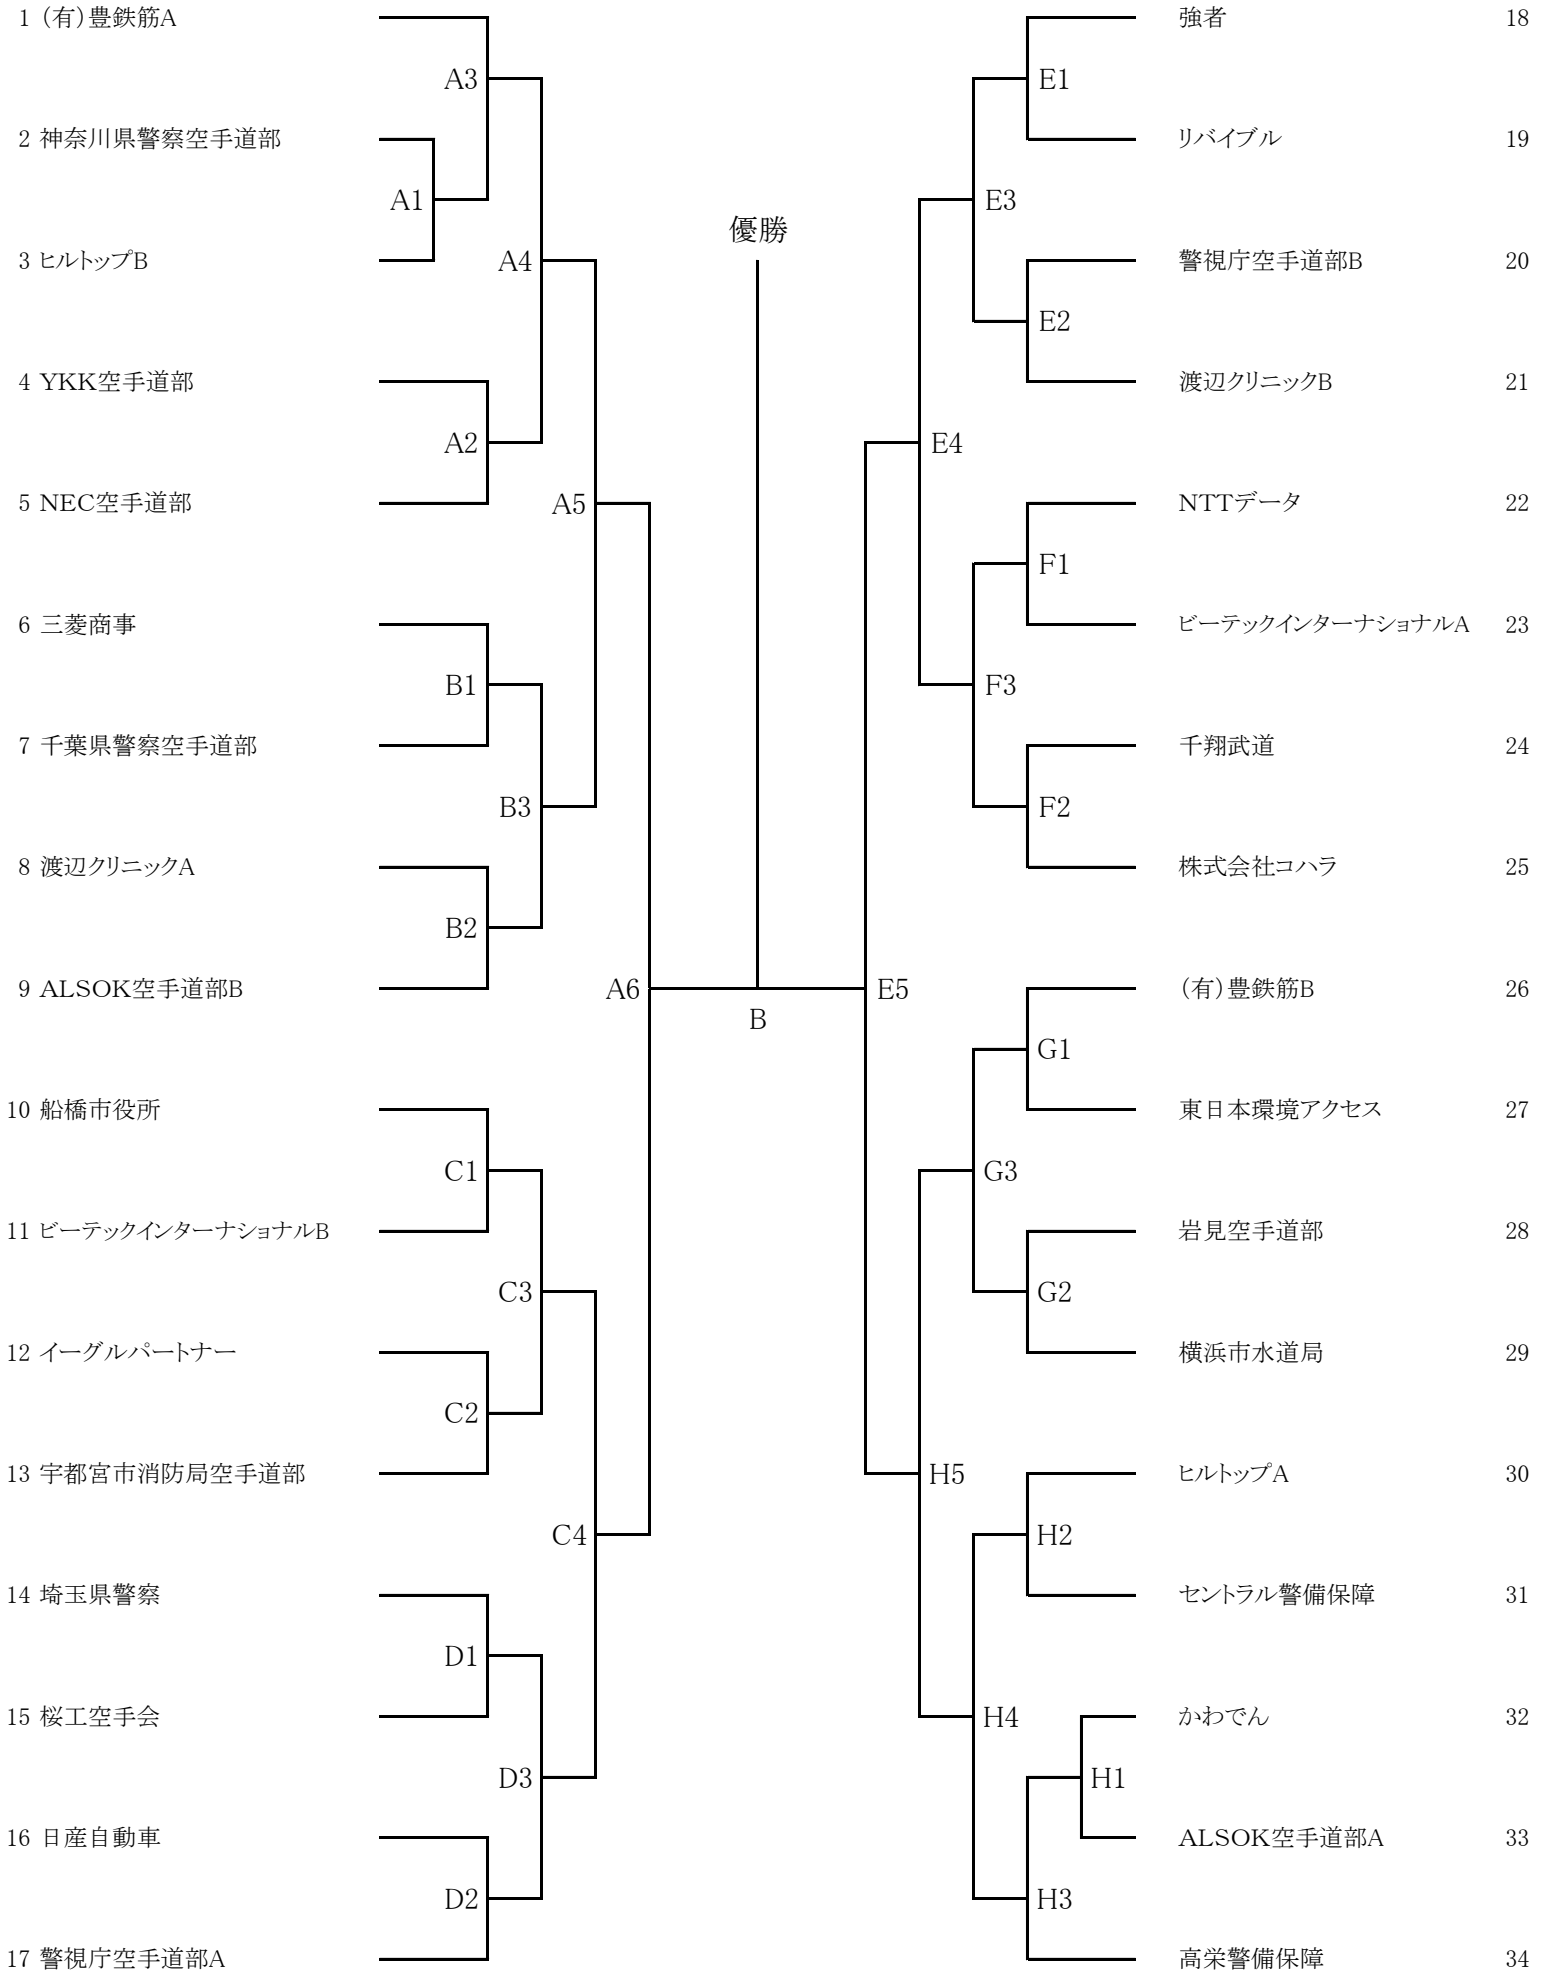 1 (有)豊鉄筋A
A3
2 神奈川県警察空手道部
A1
3 ヒルトップB
A4
4 YKK空手道部
A2
5 NEC空手道部
A5
6 三菱商事
B1
7 千葉県警察空手道部
B3
8 渡辺クリニックA
B2
9 ALSOK空手道部B
A6
10 船橋市役所
C1
11 ビーテックインターナショナルB
C3
12 イーグルパートナー
C2
13 宇都宮市消防局空手道部
C4
14 埼玉県警察
D1
15 桜工空手会
D3
16 日産自動車
D2
17 警視庁空手道部A
優勝
B
強者 18
E1
リバイブル 19
E3
警視庁空手道部B 20
E2
渡辺クリニックB 21
E4
NTTデータ 22
F1
ビーテックインターナショナルA 23
F3
千翔武道 24
F2
株式会社コハラ 25
E5
(有)豊鉄筋B 26
G1
東日本環境アクセス 27
G3
岩見空手道部 28
G2
横浜市水道局 29
H5
ヒルトップA 30
H2
セントラル警備保障 31
H4
かわでん 32
H1
ALSOK空手道部A 33
H3
高栄警備保障 34